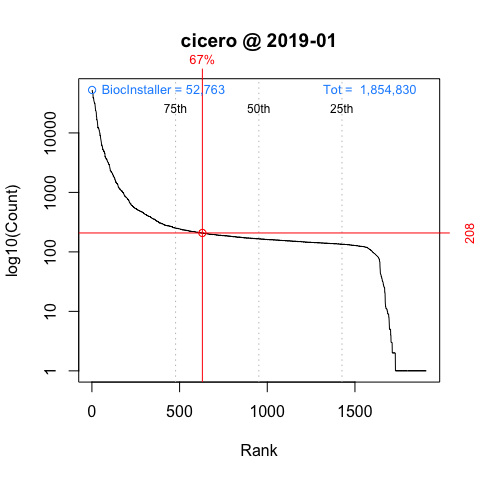 cicero @ 2019-01
67%
BiocInstaller = 52,763
Tot = 1,854,830
75th
50th
25th
208
log10(Count)
10000
1000
100
10
1
0
500
1000
1500
Rank